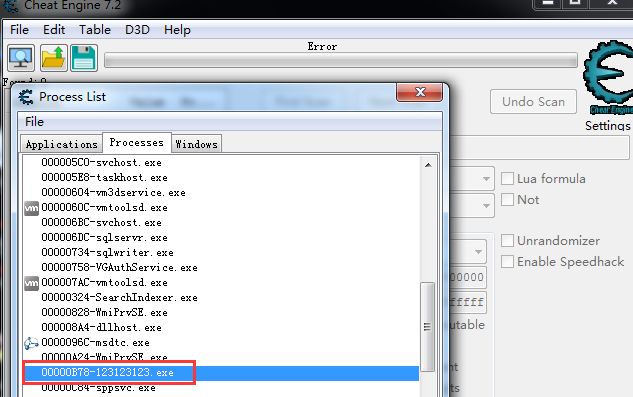 Cheat Engine 7.2
File Edit Table D3D Help
Error
Process List
Undo Scan
Cheat Engine
Settings
File
Applications Processes Windows
000005C0-svchost.exe
000005E8-taskhost.exe
00000604-vm3dservice.exe
Lua formula
vm 0000060C-vmtoolsd.exe
Not
000006BC-svchost.exe
000006DC-sqlservr.exe
00000734-sqlwriter.exe
Unrandomizer
00000758-VGAuthService.exe
Enable Speedhack
vm 000007AC-vmtoolsd.exe
00000
00000324-SearchIndexer.exe
fffff
00000828-WmiPrvSE.exe
utable
000008A4-dllhost.exe
0000096C-msdtc.exe
00000A24-WmiPrvSE.exe
00000B78-123123123.exe
00000C84-sppsvc.exe